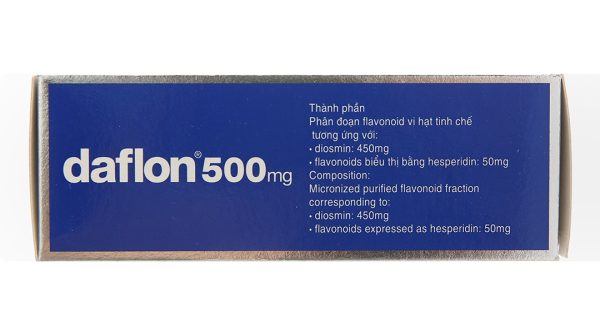 daflon® 500mg
Thành phần
Phân đoạn flavonoid vi hạt tinh chế
tương ứng với:
• diosmin: 450mg
• flavonoids biểu thị bằng hesperidin: 50mg
Composition:
Micronized purified flavonoid fraction
corresponding to:
• diosmin: 450mg
• flavonoids expressed as hesperidin: 50mg